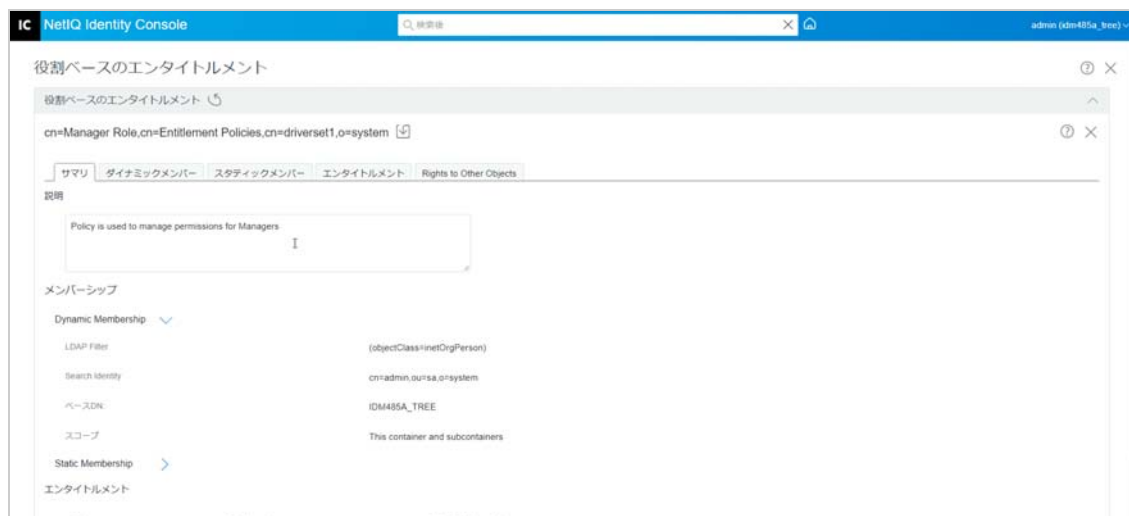 IC NetIQ Identity Console
検索後
admin (idm485a_tree)
役割ベースのエンタイトルメント
役割ベースのエンタイトルメント
cn=Manager Role,cn=Entitlement Policies,cn=driverset1,o=system
サマリ ダイナミックメンバー スタティックメンバー エンタイトルメント Rights to Other Objects
説明
Policy is used to manage permissions for Managers
メンバーシップ
Dynamic Membership
LDAP Filter (objectClass=inetOrgPerson)
Search Identity cn=admin,ou=sa,o=system
ベースDN: IDM485A_TREE
スコープ This container and subcontainers
Static Membership
エンタイトルメント